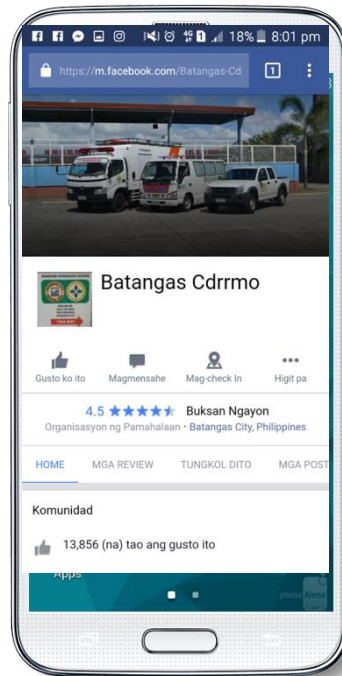 4G 1 18% 8:01 pm
https://m.facebook.com/Batangas-Cd 1
Batangas Cdrrmo
Gusto ko ito Magmensahe Mag-check In Higit pa
4.5 Buksan Ngayon
Organisasyon ng Pamahalaan · Batangas City, Philippines
HOME MGA REVIEW TUNGKOL DITO MGA POST
Komunidad
13,856 (na) tao ang gusto ito
Apps
phoneArena